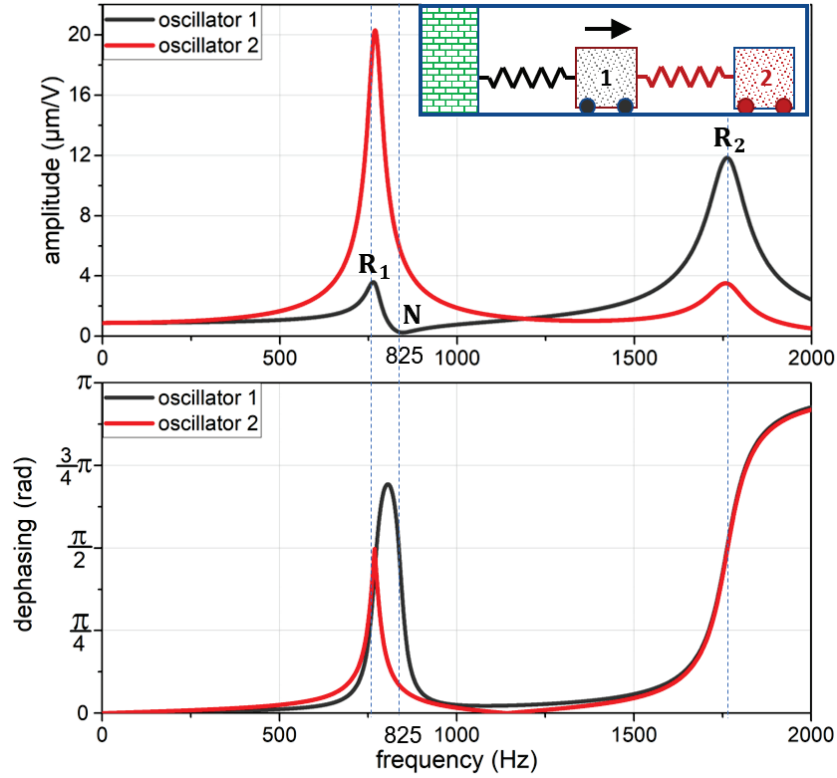 oscillator 1
oscillator 2
1
2
R₁
R₂
N
amplitude (μm/V)
20
16
12
8
4
0
0
500
825
1000
1500
2000
oscillator 1
oscillator 2
dephasing (rad)
π
3/4 π
π/2
π/4
0
0
500
825
1000
1500
2000
frequency (Hz)